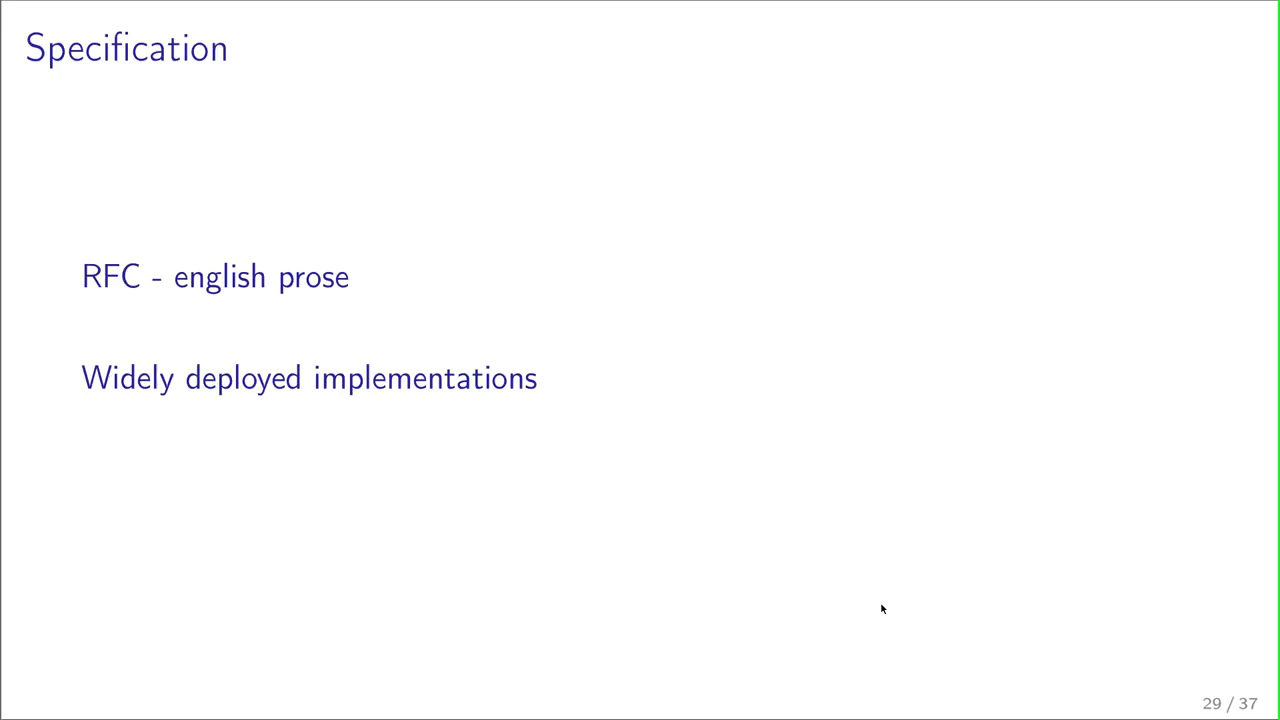 Specification
RFC - english prose
Widely deployed implementations
29 / 37